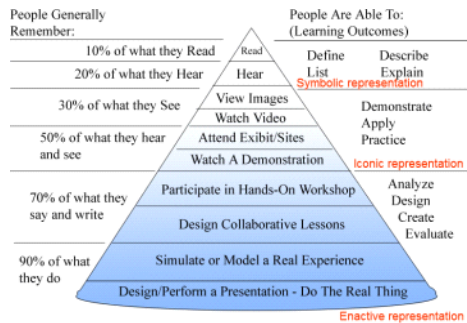 People Generally
Remember:
People Are Able To:
(Learning Outcomes)
10% of what they Read
Read
Define
Describe
20% of what they Hear
Hear
List
Explain
Symbolic representation
30% of what they See
View Images
Watch Video
Demonstrate
Apply
Practice
50% of what they hear
and see
Attend Exibit/Sites
Watch A Demonstration
Iconic representation
70% of what they
say and write
Participate in Hands-On Workshop
Design Collaborative Lessons
Analyze
Design
Create
Evaluate
90% of what
they do
Simulate or Model a Real Experience
Design/Perform a Presentation - Do The Real Thing
Enactive representation